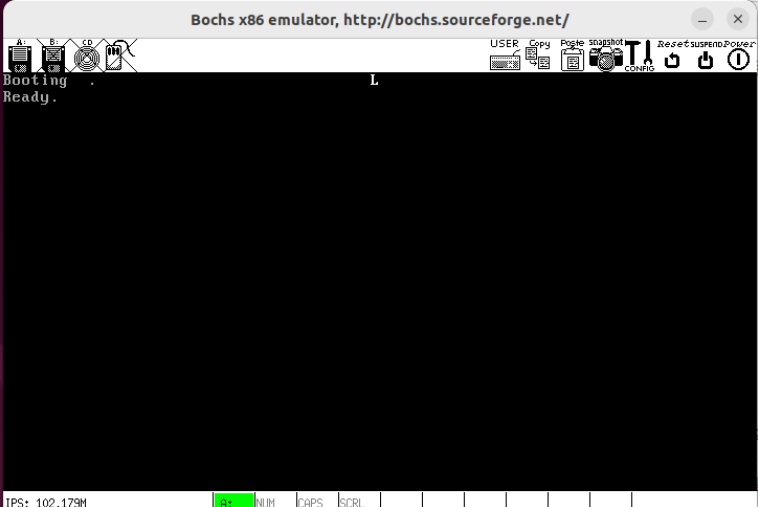 Bochs x86 emulator, http://bochs.sourceforge.net/
A: B: CD USER Copy Paste snapshot CONFIG Reset SUSPEND Power
Booting . L
Ready.
IPS: 102.179M A: NUM CAPS SCRL